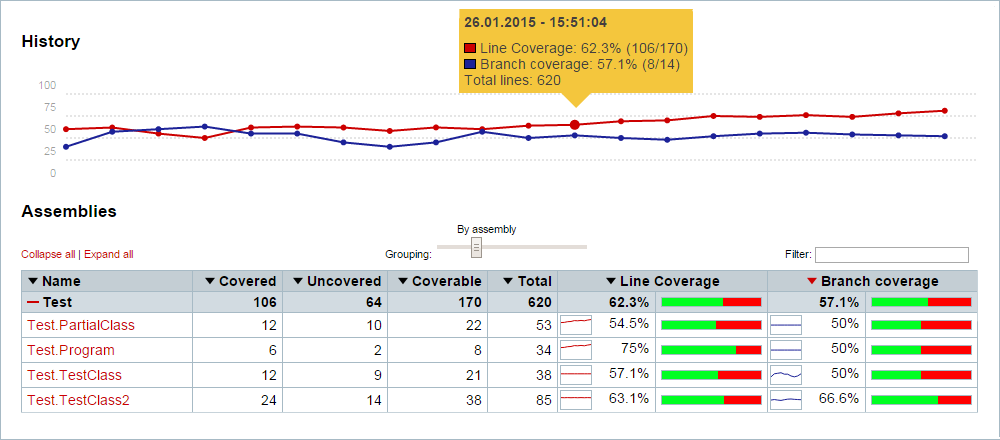 26.01.2015 - 15:51:04
Line Coverage: 62.3% (106/170)
Branch coverage: 57.1% (8/14)
Total lines: 620
History
100
75
50
25
0
Assemblies
By assembly
Collapse all | Expand all
Grouping:
Filter:
Name Covered Uncovered Coverable Total Line Coverage Branch coverage
Test 106 64 170 620 62.3% 57.1%
Test.PartialClass 12 10 22 53 54.5% 50%
Test.Program 6 2 8 34 75% 50%
Test.TestClass 12 9 21 38 57.1% 50%
Test.TestClass2 24 14 38 85 63.1% 66.6%